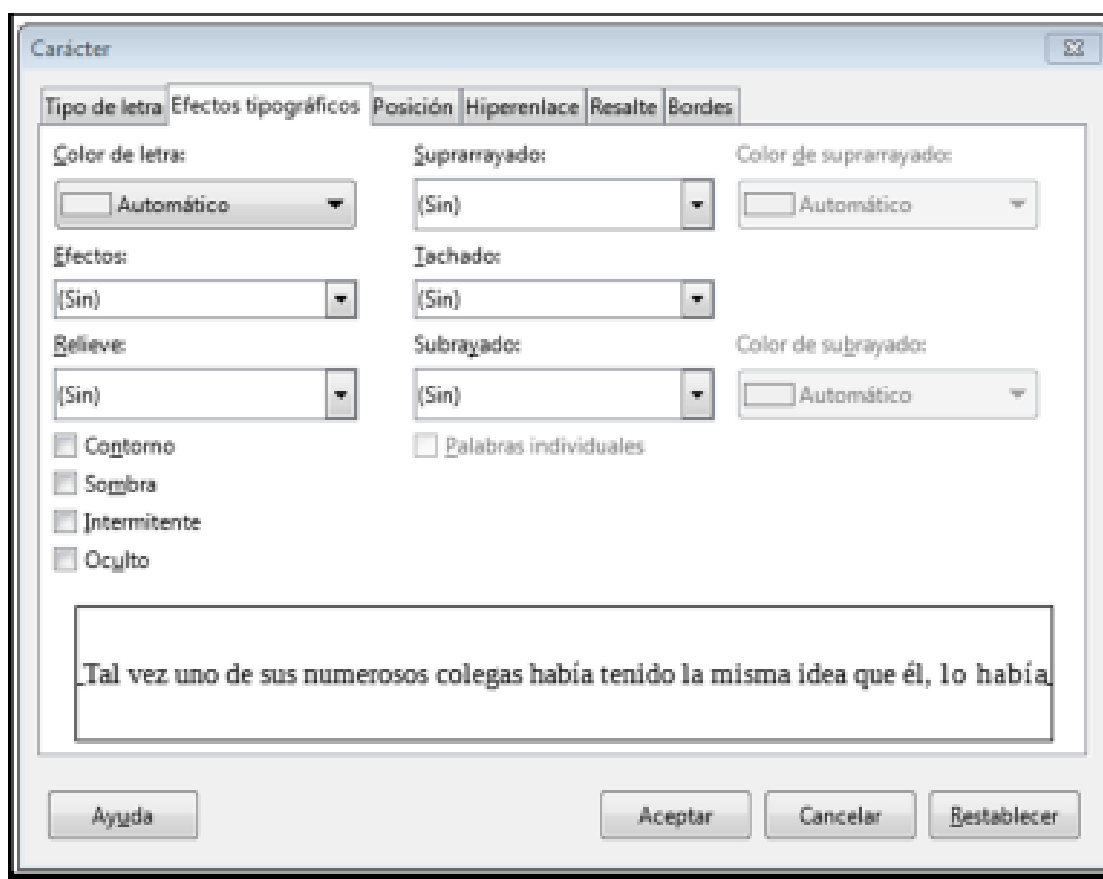 Carácter
Tipo de letra Efectos tipográficos Posición Hiperenlace Resalte Bordes
Color de letra: Suprarrayado: Color de suprarrayado:
Automático (Sin) Automático
Efectos: Tachado:
(Sin) (Sin)
Relieve: Subrayado: Color de subrayado:
(Sin) (Sin) Automático
Contorno Palabras individuales
Sombra
Intermitente
Oculto
Tal vez uno de sus numerosos colegas había tenido la misma idea que él, lo había
Ayuda Aceptar Cancelar Restablecer